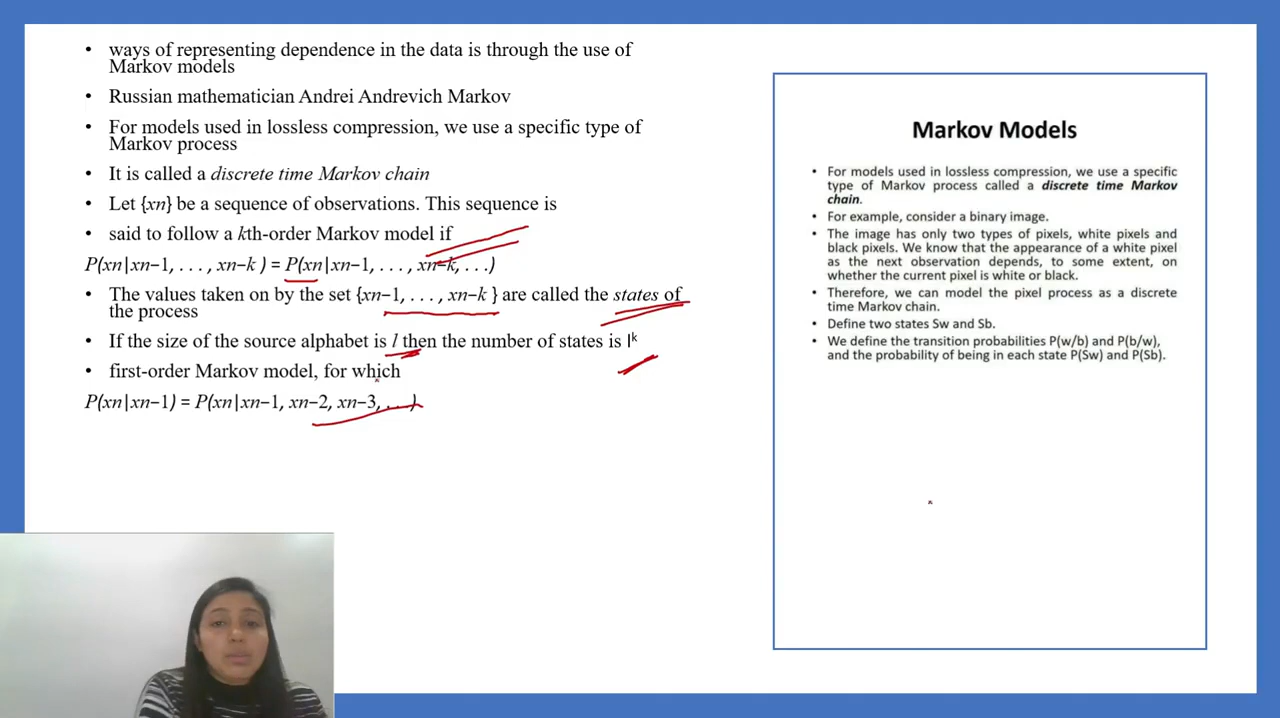 • ways of representing dependence in the data is through the use of
Markov models
• Russian mathematician Andrei Andrevich Markov
• For models used in lossless compression, we use a specific type of
Markov process
• It is called a discrete time Markov chain
• Let {xn} be a sequence of observations. This sequence is
• said to follow a kth-order Markov model if
P(xn|xn−1, . . . , xn−k ) = P(xn|xn−1, . . . , xn−k, . . .)
• The values taken on by the set {xn−1, . . . , xn−k } are called the states of
the process
• If the size of the source alphabet is l then the number of states is lᵏ
• first-order Markov model, for which
P(xn|xn−1) = P(xn|xn−1, xn−2, xn−3, . . .)
Markov Models
• For models used in lossless compression, we use a specific
type of Markov process called a discrete time Markov
chain.
• For example, consider a binary image.
• The image has only two types of pixels, white pixels and
black pixels. We know that the appearance of a white pixel
as the next observation depends, to some extent, on
whether the current pixel is white or black.
• Therefore, we can model the pixel process as a discrete
time Markov chain.
• Define two states Sw and Sb.
• We define the transition probabilities P(w/b) and P(b/w),
and the probability of being in each state P(Sw) and P(Sb).